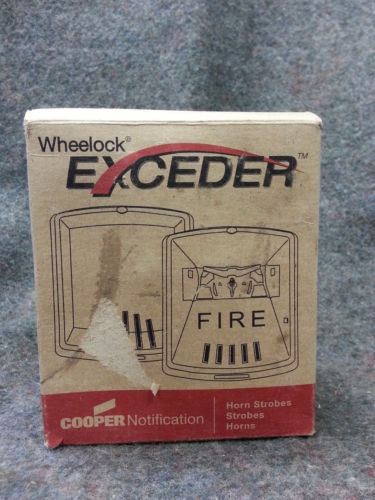 Wheelock®
EXCEDER™
FIRE
COOPER Notification
Horn Strobes
Strobes
Horns